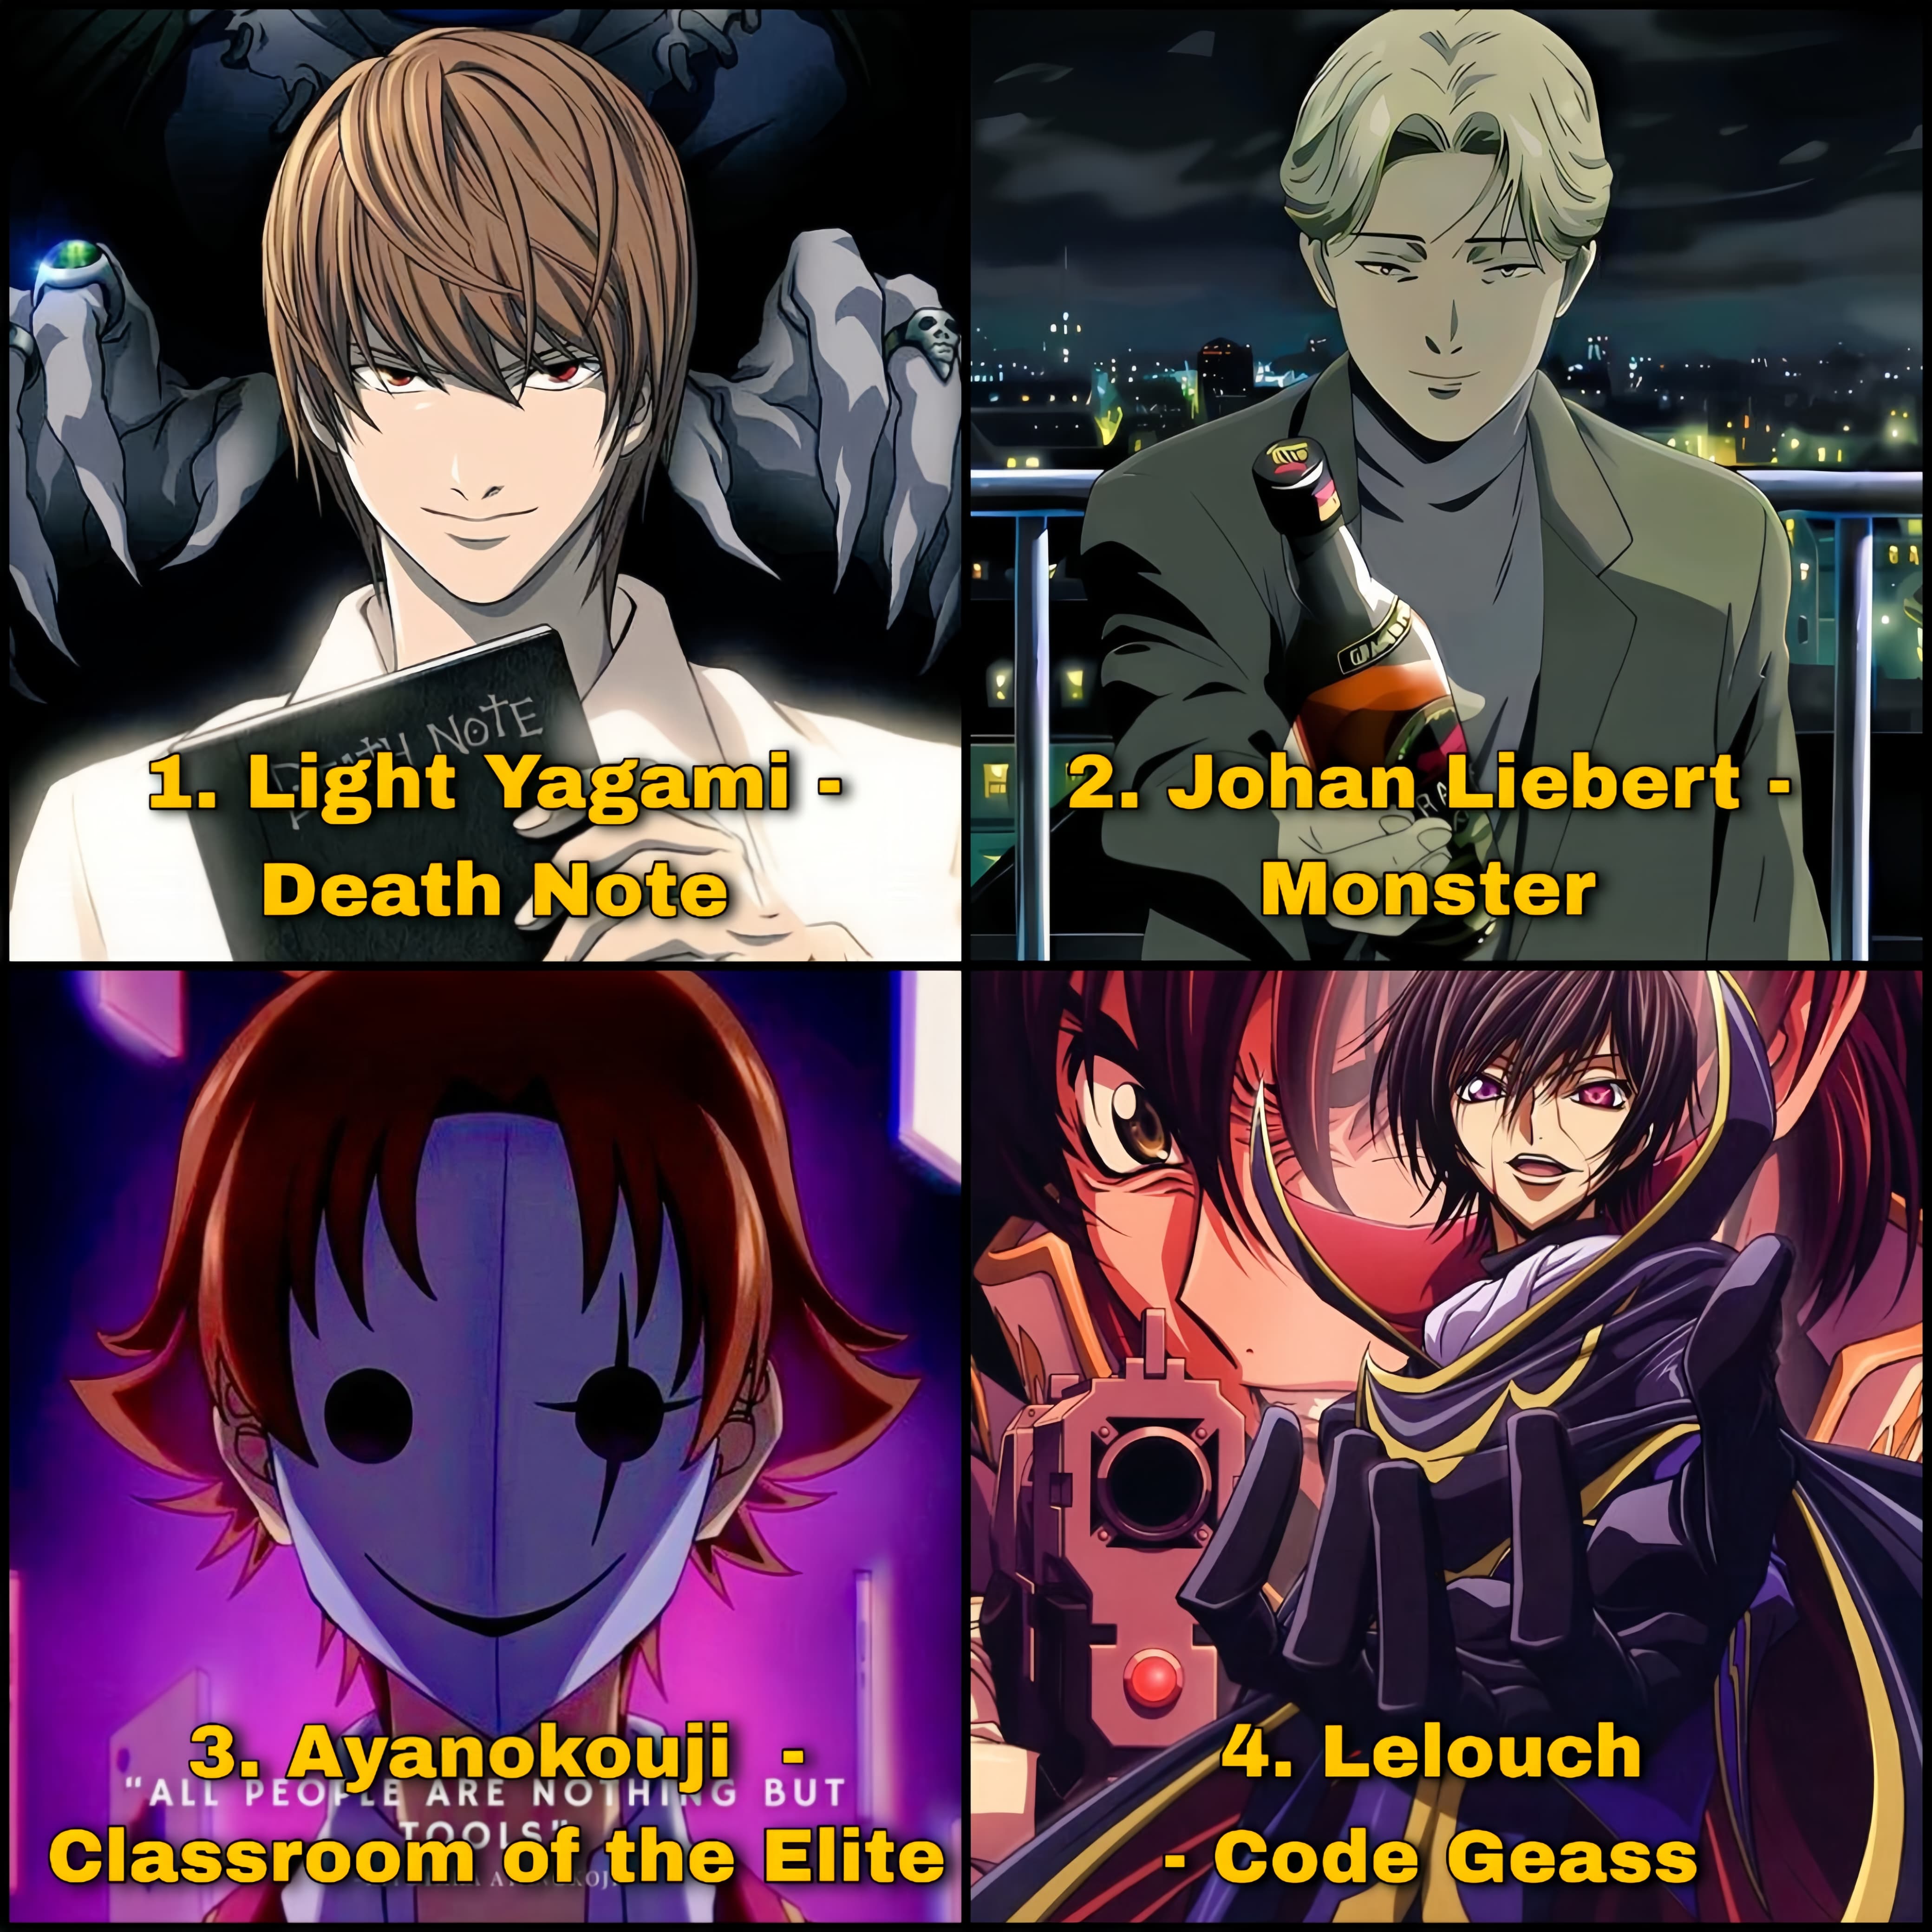 DEATH NOTE
1. Light Yagami -
Death Note
2. Johan Liebert -
Monster
3. Ayanokouji -
"ALL PEOPLE ARE NOTHING BUT
TOOLS"
Classroom of the Elite
4. Lelouch
- Code Geass